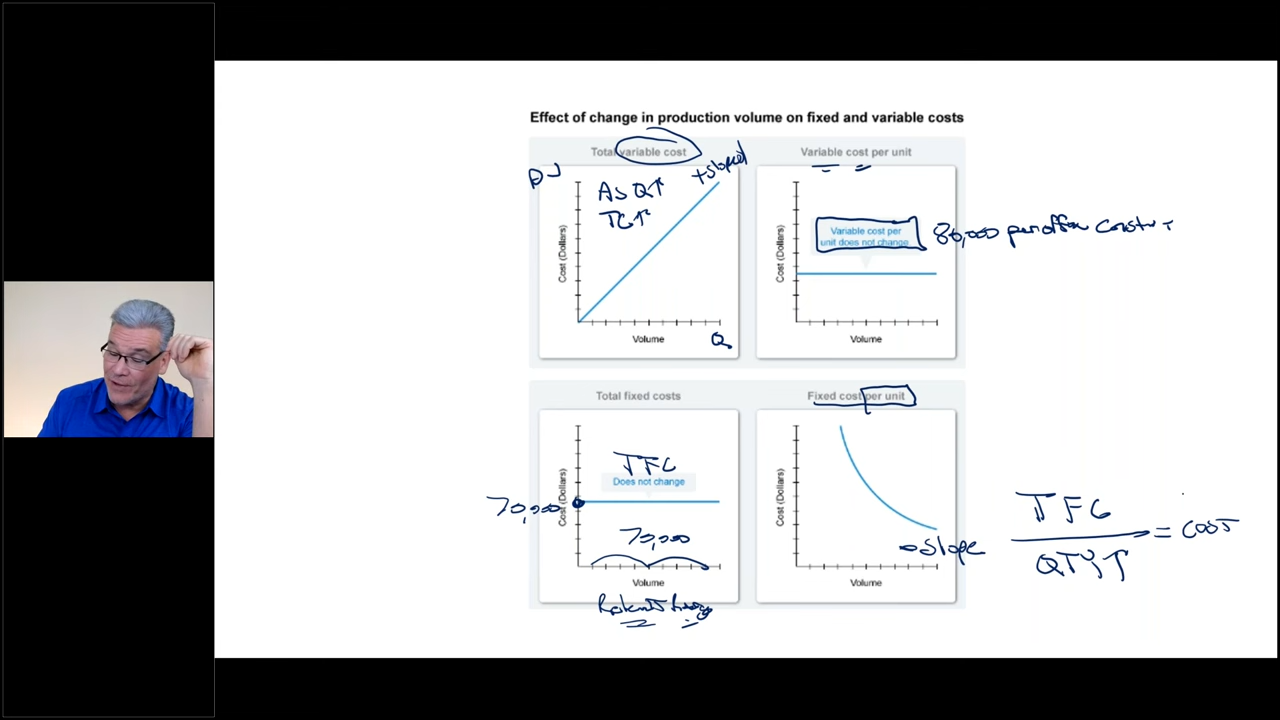 Effect of change in production volume on fixed and variable costs
Total variable cost
+sloped
As Q↑
TC↑
Cost (Dollars)
Volume
Q
Variable cost per unit
Variable cost per
unit does not change
80,000 per
Cost (Dollars)
Volume
Total fixed costs
TFC
Does not change
70,000
70,000
Cost (Dollars)
Volume
Fixed cost per unit
Cost (Dollars)
Volume
-slope
TFC
QTY↑
= COST